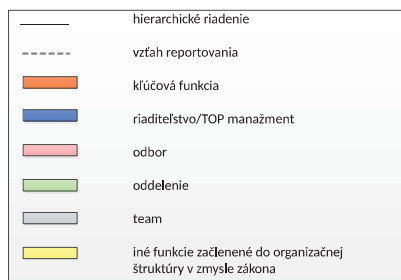 hierarchické riadenie
vzťah reportovania
kľúčová funkcia
riaditeľstvo/TOP manažment
odbor
oddelenie
team
iné funkcie začlenené do organizačnej
štruktúry v zmysle zákona